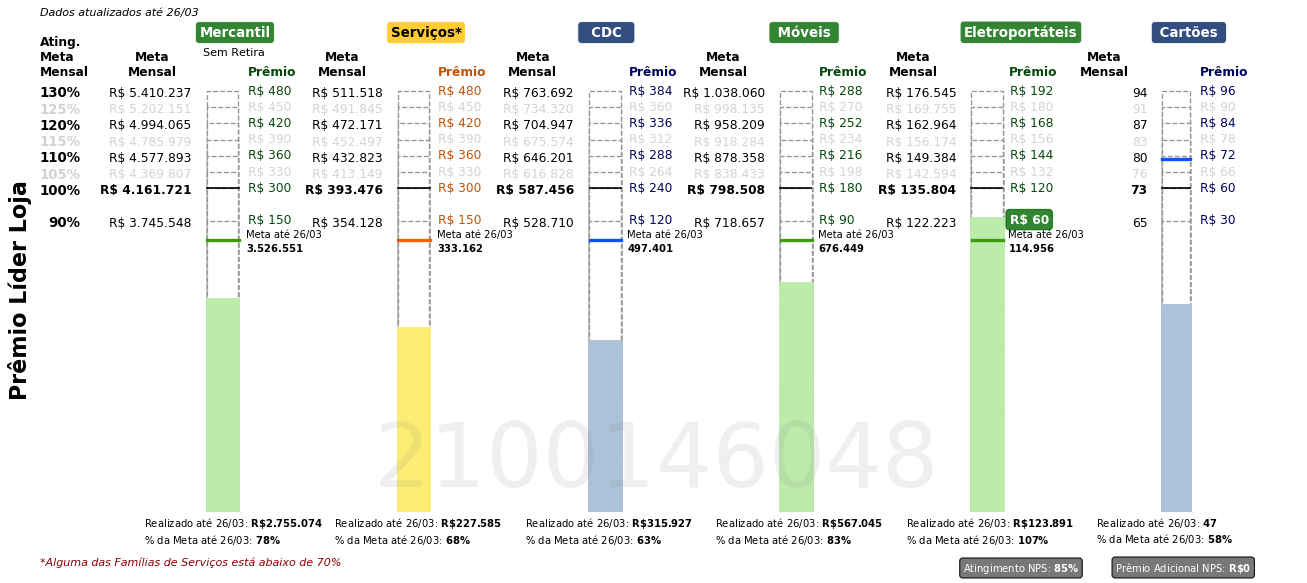 Dados atualizados até 26/03
Mercantil Serviços* CDC Móveis Eletroportáteis Cartões
Sem Retira
Ating. Meta Mensal Meta Mensal Prêmio Meta Mensal Prêmio Meta Mensal Prêmio Meta Mensal Prêmio Meta Mensal Prêmio Meta Mensal Prêmio
130% R$ 5.410.237 R$ 480 R$ 511.518 R$ 480 R$ 763.692 R$ 384 R$ 1.038.060 R$ 288 R$ 176.545 R$ 192 94 R$ 96
125% R$ 5.202.151 R$ 450 R$ 491.845 R$ 450 R$ 734.320 R$ 360 R$ 998.135 R$ 270 R$ 169.755 R$ 180 91 R$ 90
120% R$ 4.994.065 R$ 420 R$ 472.171 R$ 420 R$ 704.947 R$ 336 R$ 958.209 R$ 252 R$ 162.964 R$ 168 87 R$ 84
115% R$ 4.785.979 R$ 390 R$ 452.497 R$ 390 R$ 675.574 R$ 312 R$ 918.284 R$ 234 R$ 156.174 R$ 156 83 R$ 78
110% R$ 4.577.893 R$ 360 R$ 432.823 R$ 360 R$ 646.201 R$ 288 R$ 878.358 R$ 216 R$ 149.384 R$ 144 80 R$ 72
105% R$ 4.369.807 R$ 330 R$ 413.149 R$ 330 R$ 616.828 R$ 264 R$ 838.433 R$ 198 R$ 142.594 R$ 132 76 R$ 66
100% R$ 4.161.721 R$ 300 R$ 393.476 R$ 300 R$ 587.456 R$ 240 R$ 798.508 R$ 180 R$ 135.804 R$ 120 73 R$ 60
90% R$ 3.745.548 R$ 150 R$ 354.128 R$ 150 R$ 528.710 R$ 120 R$ 718.657 R$ 90 R$ 122.223 R$ 60 65 R$ 30
Meta até 26/03 Meta até 26/03 Meta até 26/03 Meta até 26/03 Meta até 26/03
3.526.551 333.162 497.401 676.449 114.956
Prêmio Líder Loja
2100146048
Realizado até 26/03: R$2.755.074 Realizado até 26/03: R$227.585 Realizado até 26/03: R$315.927 Realizado até 26/03: R$567.045 Realizado até 26/03: R$123.891 Realizado até 26/03: 47
% da Meta até 26/03: 78% % da Meta até 26/03: 68% % da Meta até 26/03: 63% % da Meta até 26/03: 83% % da Meta até 26/03: 107% % da Meta até 26/03: 58%
*Alguma das Famílias de Serviços está abaixo de 70% Atingimento NPS: 85% Prêmio Adicional NPS: R$0